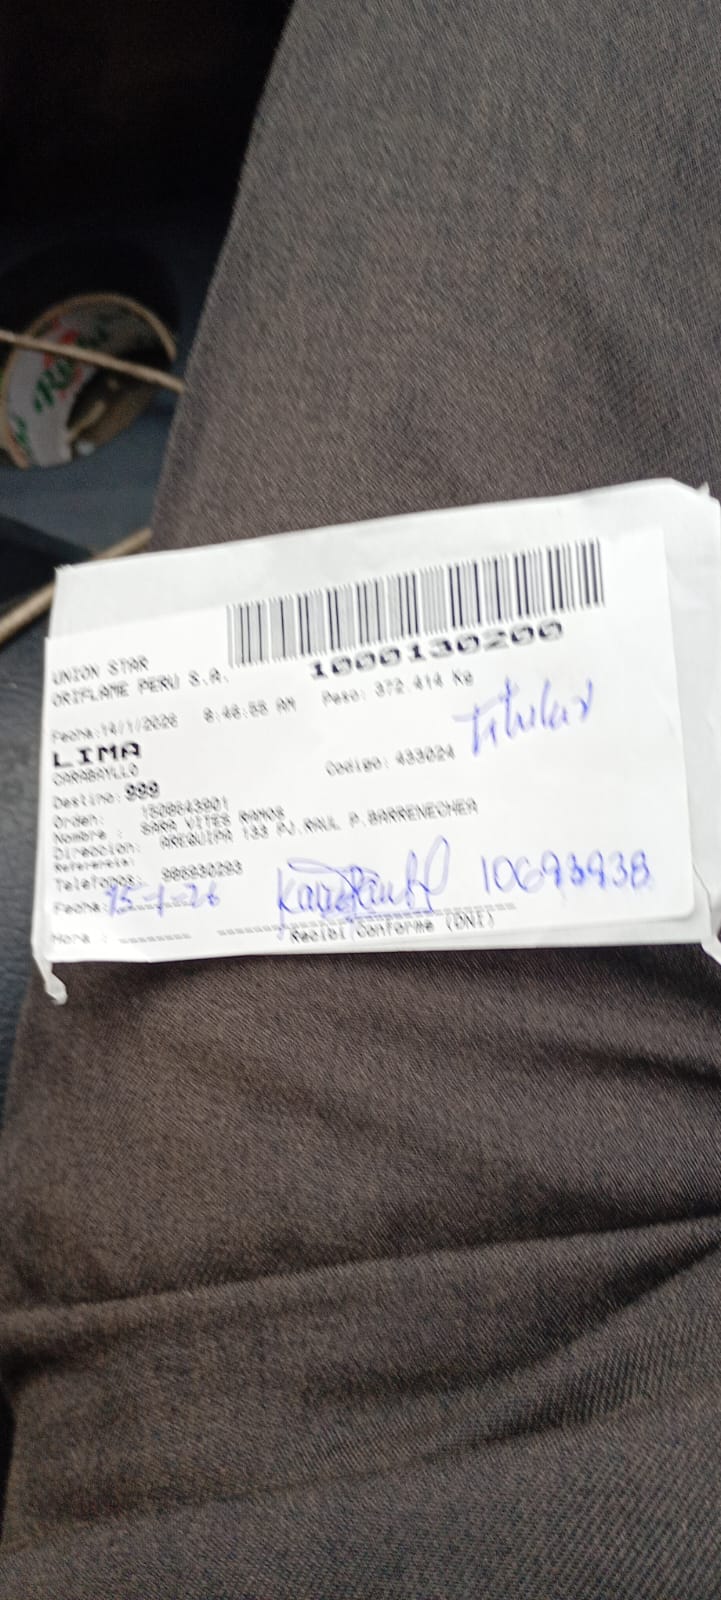 1000130200
UNION STAR
ORIFLAME PERU S.A.
Fecha:14/1/2026 8:48:58 AM Peso: 372.414 Kg
LIMA
CARABAYLLO
Codigo: 433024 Titular
Destino: 999
Orden: 1508643901
Nombre : SARA VITES RAMOS
Direccion: AREQUIPA 133 PJ.RAUL P.BARRENECHEA
Referencia:
Telefonos: 986930293
Fecha: 15-1-26 10693938
Hora :
Recibi Conforme (DNI)